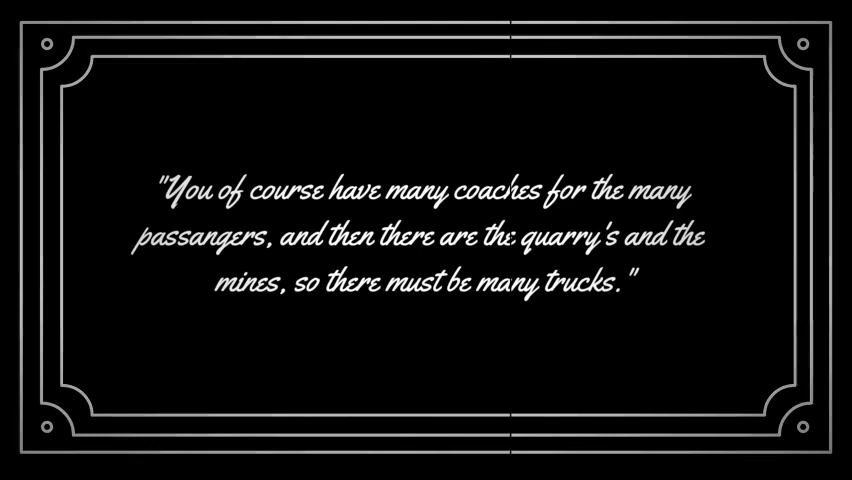 "You of course have many coaches for the many
passangers, and then there are the quarry's and the
mines, so there must be many trucks."